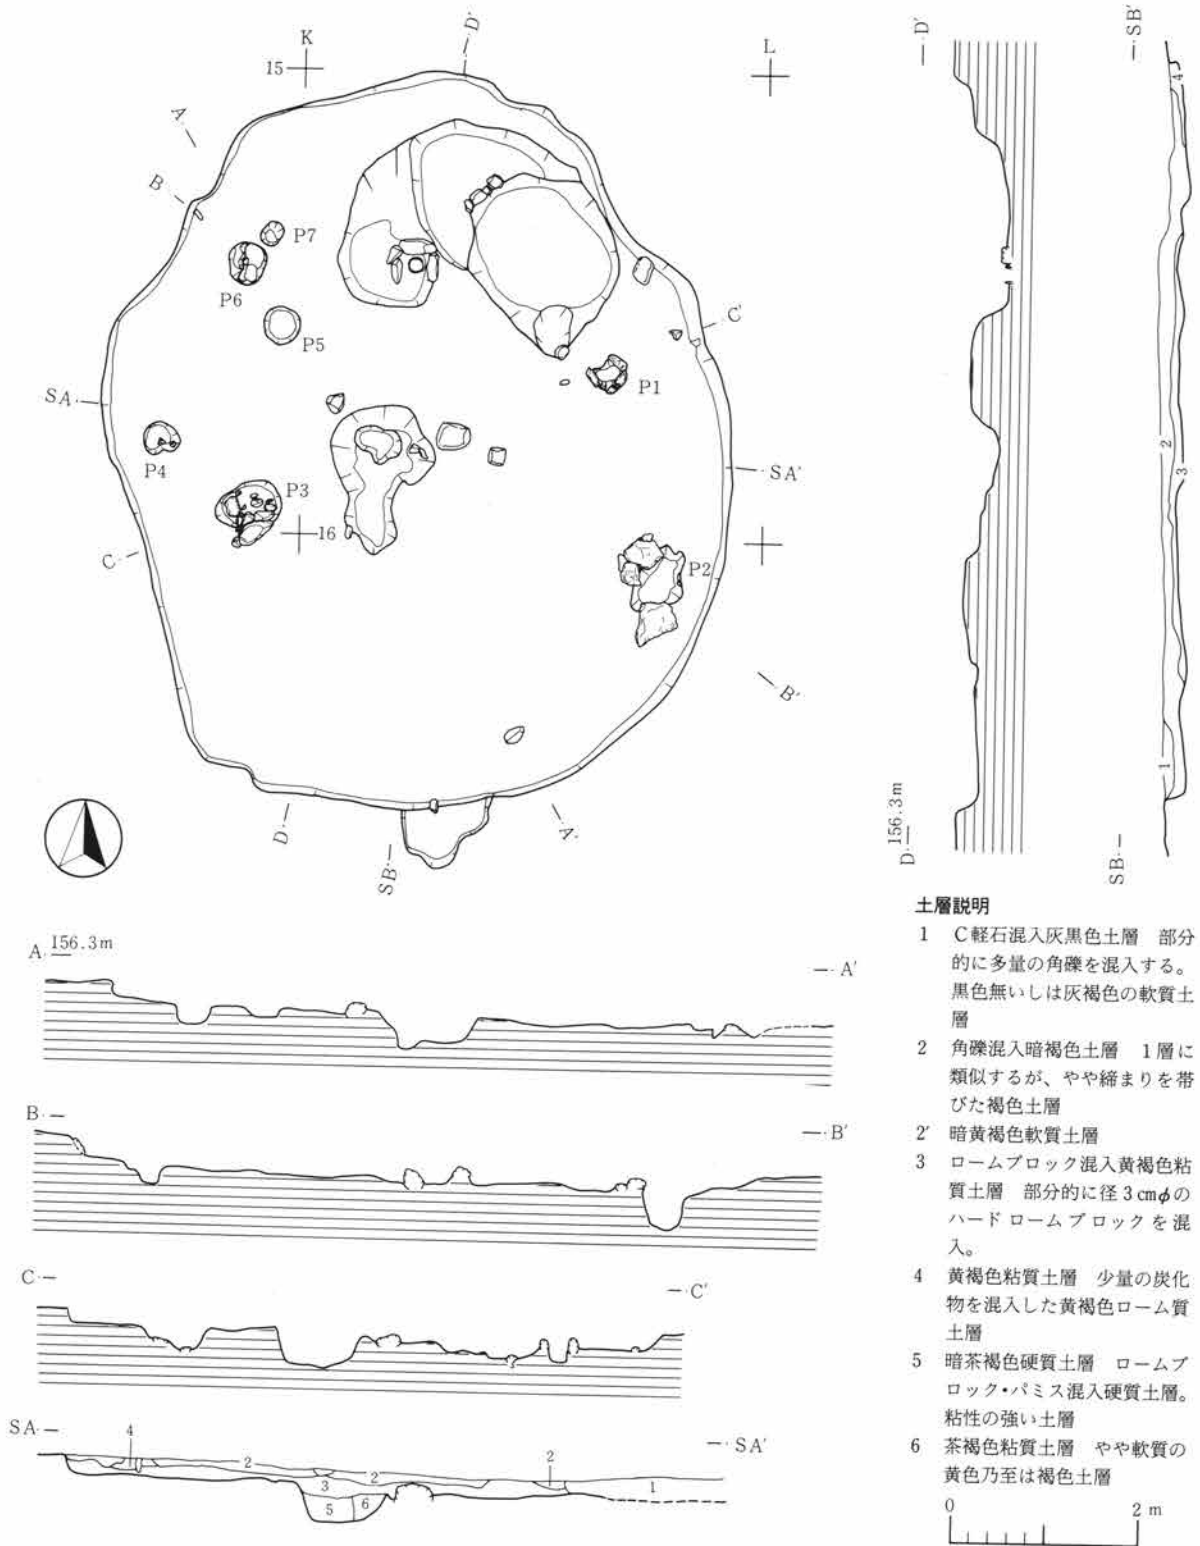 K
15
L
D′
A
B
P7
P6
P5
C′
P1
SA
P4
P3
16
SA′
C
P2
B′
D
SB
A′
D′
SB′
4
2
3
1
D 156.3m
SB
A 156.3m
A′
B
B′
C
C′
SA
4
2
3
2
2
1
5
6
SA′
土層説明
1 C軽石混入灰黒色土層 部分
的に多量の角礫を混入する。
黒色無いしは灰褐色の軟質土
層
2 角礫混入暗褐色土層 1層に
類似するが、やや締まりを帯
びた褐色土層
2′ 暗黄褐色軟質土層
3 ロームブロック混入黄褐色粘
質土層 部分的に径3cmφの
ハードロームブロックを混
入。
4 黄褐色粘質土層 少量の炭化
物を混入した黄褐色ローム質
土層
5 暗茶褐色硬質土層 ロームブ
ロック・パミス混入硬質土層。
粘性の強い土層
6 茶褐色粘質土層 やや軟質の
黄色乃至は褐色土層
0 2m